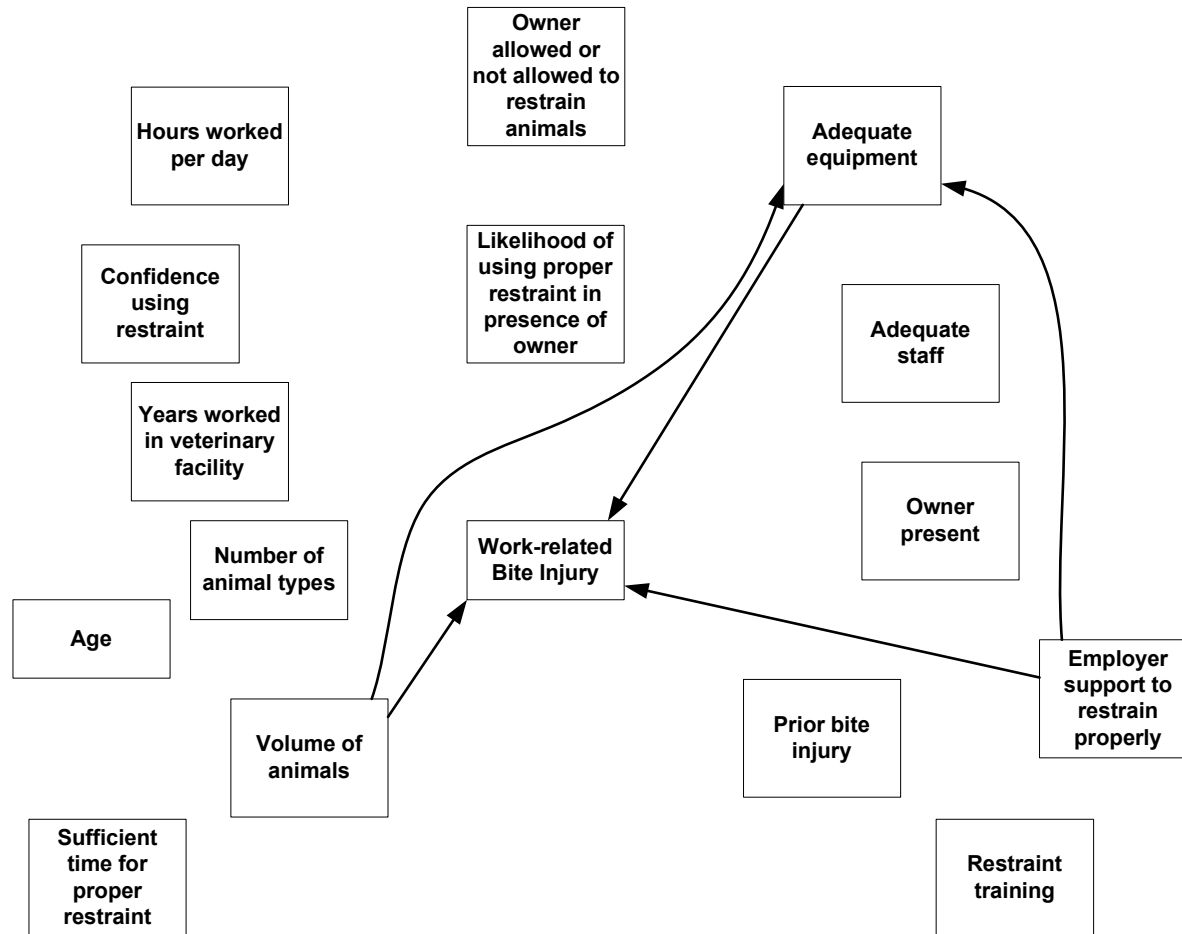 Owner
allowed or
not allowed to
restrain
animals
Hours worked
per day
Adequate
equipment
Confidence
using
restraint
Likelihood of
using proper
restraint in
presence of
owner
Adequate
staff
Years worked
in veterinary
facility
Owner
present
Number of
animal types
Work-related
Bite Injury
Age
Employer
support to
restrain
properly
Volume of
animals
Prior bite
injury
Sufficient
time for
proper
restraint
Restraint
training